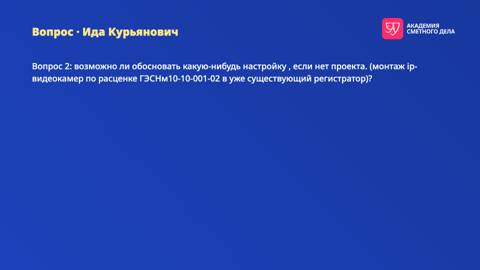 Вопрос · Ида Курьянович
АКАДЕМИЯ
СМЕТНОГО ДЕЛА
Вопрос 2: возможно ли обосновать какую-нибудь настройку , если нет проекта. (монтаж ip-
видеокамер по расценке ГЭСНм10-10-001-02 в уже существующий регистратор)?